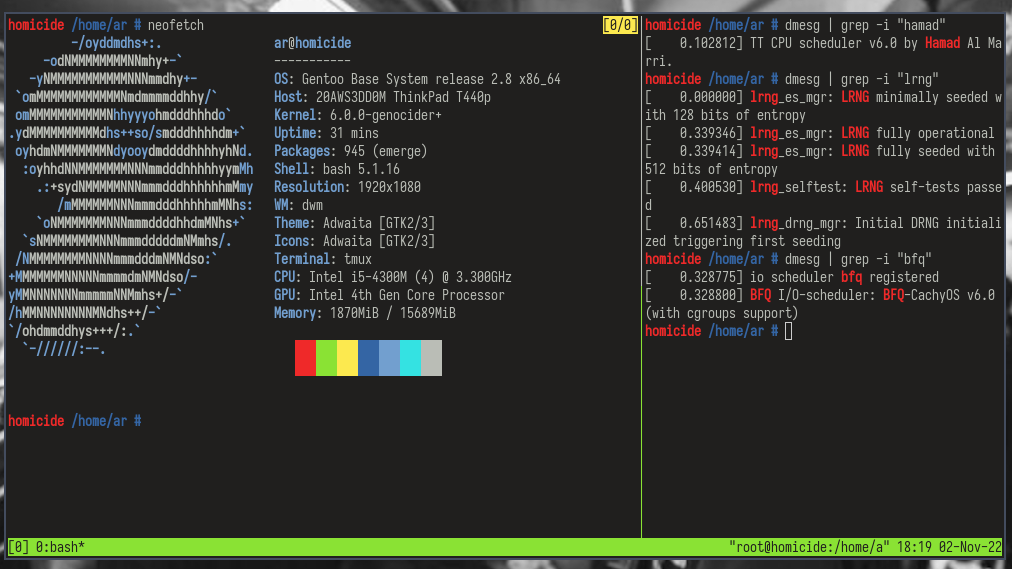 homicide /home/ar # neofetch
[0/0]
-/oyddmdhs+:.
-odNMMMMMMMMNNmhy+-`
-yNMMMMMMMMMMMNNNmmdhy+-
`omMMMMMMMMMMMMNmdmmmmddhhy/`
omMMMMMMMMMMMNhhyyyohmdddhhhdo`
.ydMMMMMMMMMMdhs++so/smdddhhhhdm+`
oyhdmNMMMMMMMNdyooydmddddhhhhyhNd.
:oyhhdNNMMMMMMMNNNmmdddhhhhhyymMh
.:+sydNMMMMMNNNmmmdddhhhhhhmMmy
/mMMMMMMNNNmmmdddhhhhhmMNhs:
`oNMMMMMMMNNNmmmddddhhdmMNhs+`
`sNMMMMMMMMNNNmmmdddddmNMmhs/.
/NMMMMMMMMNNNNmmmdddmNMNdso:`
+MMMMMMMNNNNNmmmmdmNMNdso/-
yMMNNNNNNNmmmmmNNMmhs+/-`
/hMMNNNNNNNNMNdhs++/-`
`/ohdmmddhys+++/:.`
`-//////:--.
ar@homicide
-----------
OS: Gentoo Base System release 2.8 x86_64
Host: 20AWS3DD0M ThinkPad T440p
Kernel: 6.0.0-genocider+
Uptime: 31 mins
Packages: 945 (emerge)
Shell: bash 5.1.16
Resolution: 1920x1080
WM: dwm
Theme: Adwaita [GTK2/3]
Icons: Adwaita [GTK2/3]
Terminal: tmux
CPU: Intel i5-4300M (4) @ 3.300GHz
GPU: Intel 4th Gen Core Processor
Memory: 1870MiB / 15689MiB
homicide /home/ar #
homicide /home/ar # dmesg | grep -i "hamad"
[    0.102812] TT CPU scheduler v6.0 by Hamad Al Ma
rri.
homicide /home/ar # dmesg | grep -i "lrng"
[    0.000000] lrng_es_mgr: LRNG minimally seeded w
ith 128 bits of entropy
[    0.339346] lrng_es_mgr: LRNG fully operational
[    0.339414] lrng_es_mgr: LRNG fully seeded with
512 bits of entropy
[    0.400530] lrng_selftest: LRNG self-tests passe
d
[    0.651483] lrng_drng_mgr: Initial DRNG initiali
zed triggering first seeding
homicide /home/ar # dmesg | grep -i "bfq"
[    0.328775] io scheduler bfq registered
[    0.328800] BFQ I/O-scheduler: BFQ-CachyOS v6.0
(with cgroups support)
homicide /home/ar #
[0] 0:bash*
"root@homicide:/home/a" 18:19 02-Nov-22